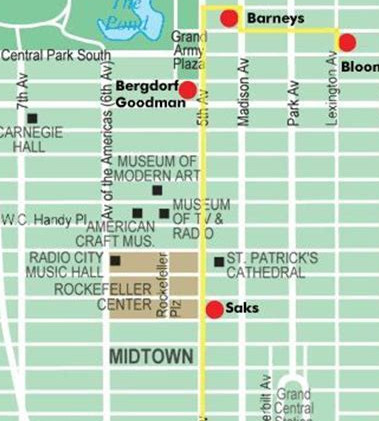 The
Pond
Barneys
Grand
Army
Plaza
Central Park South
Bloon
Bergdorf
Goodman
7th Av
Av of the Americas (6th Av)
5th Av
Madison Av
Park Av
Lexington Av
CARNEGIE
HALL
MUSEUM OF
MODERN ART
W.C. Handy Pl.
MUSEUM
OF TV &
RADIO
AMERICAN
CRAFT MUS.
RADIO CITY
MUSIC HALL
ST. PATRICK'S
CATHEDRAL
ROCKEFELLER
CENTER
Rockefeller
Plz
Saks
MIDTOWN
erbilt Av
Grand
Central
Station